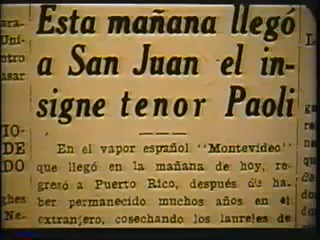 Esta mañana llegó
a San Juan el in-
signe tenor Paoli
En el vapor español "Montevideo"
que llegó en la mañana de hoy, re-
gresó a Puerto Rico, después de ha-
ber permanecido muchos años en el
extranjero, cosechando los laureles de